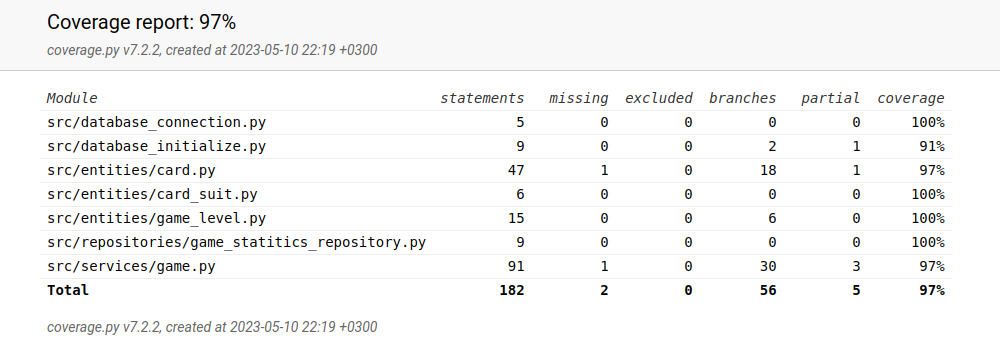 Coverage report: 97%
coverage.py v7.2.2, created at 2023-05-10 22:19 +0300
Module statements missing excluded branches partial coverage
src/database_connection.py 5 0 0 0 0 100%
src/database_initialize.py 9 0 0 2 1 91%
src/entities/card.py 47 1 0 18 1 97%
src/entities/card_suit.py 6 0 0 0 0 100%
src/entities/game_level.py 15 0 0 6 0 100%
src/repositories/game_statitics_repository.py 9 0 0 0 0 100%
src/services/game.py 91 1 0 30 3 97%
Total 182 2 0 56 5 97%
coverage.py v7.2.2, created at 2023-05-10 22:19 +0300